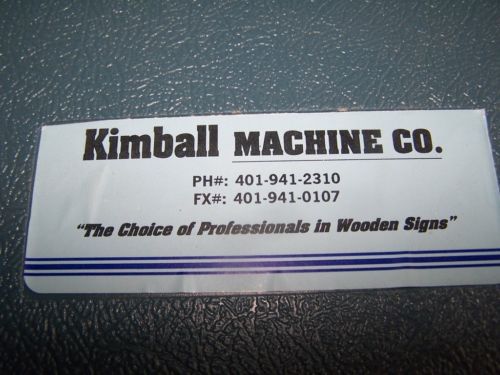 Kimball MACHINE CO.
PH#: 401-941-2310
FX#: 401-941-0107
"The Choice of Professionals in Wooden Signs"